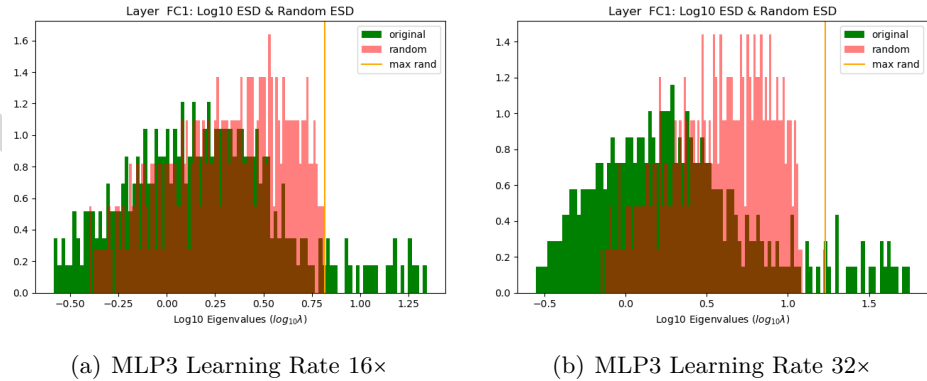 Layer FC1: Log10 ESD & Random ESD
original
random
max rand
1.6
1.4
1.2
1.0
0.8
0.6
0.4
0.2
0.0
−0.50 −0.25 0.00 0.25 0.50 0.75 1.00 1.25
Log10 Eigenvalues (log10λ)
(a) MLP3 Learning Rate 16×
Layer FC1: Log10 ESD & Random ESD
original
random
max rand
1.4
1.2
1.0
0.8
0.6
0.4
0.2
0.0
−0.5 0.0 0.5 1.0 1.5
Log10 Eigenvalues (log10λ)
(b) MLP3 Learning Rate 32×